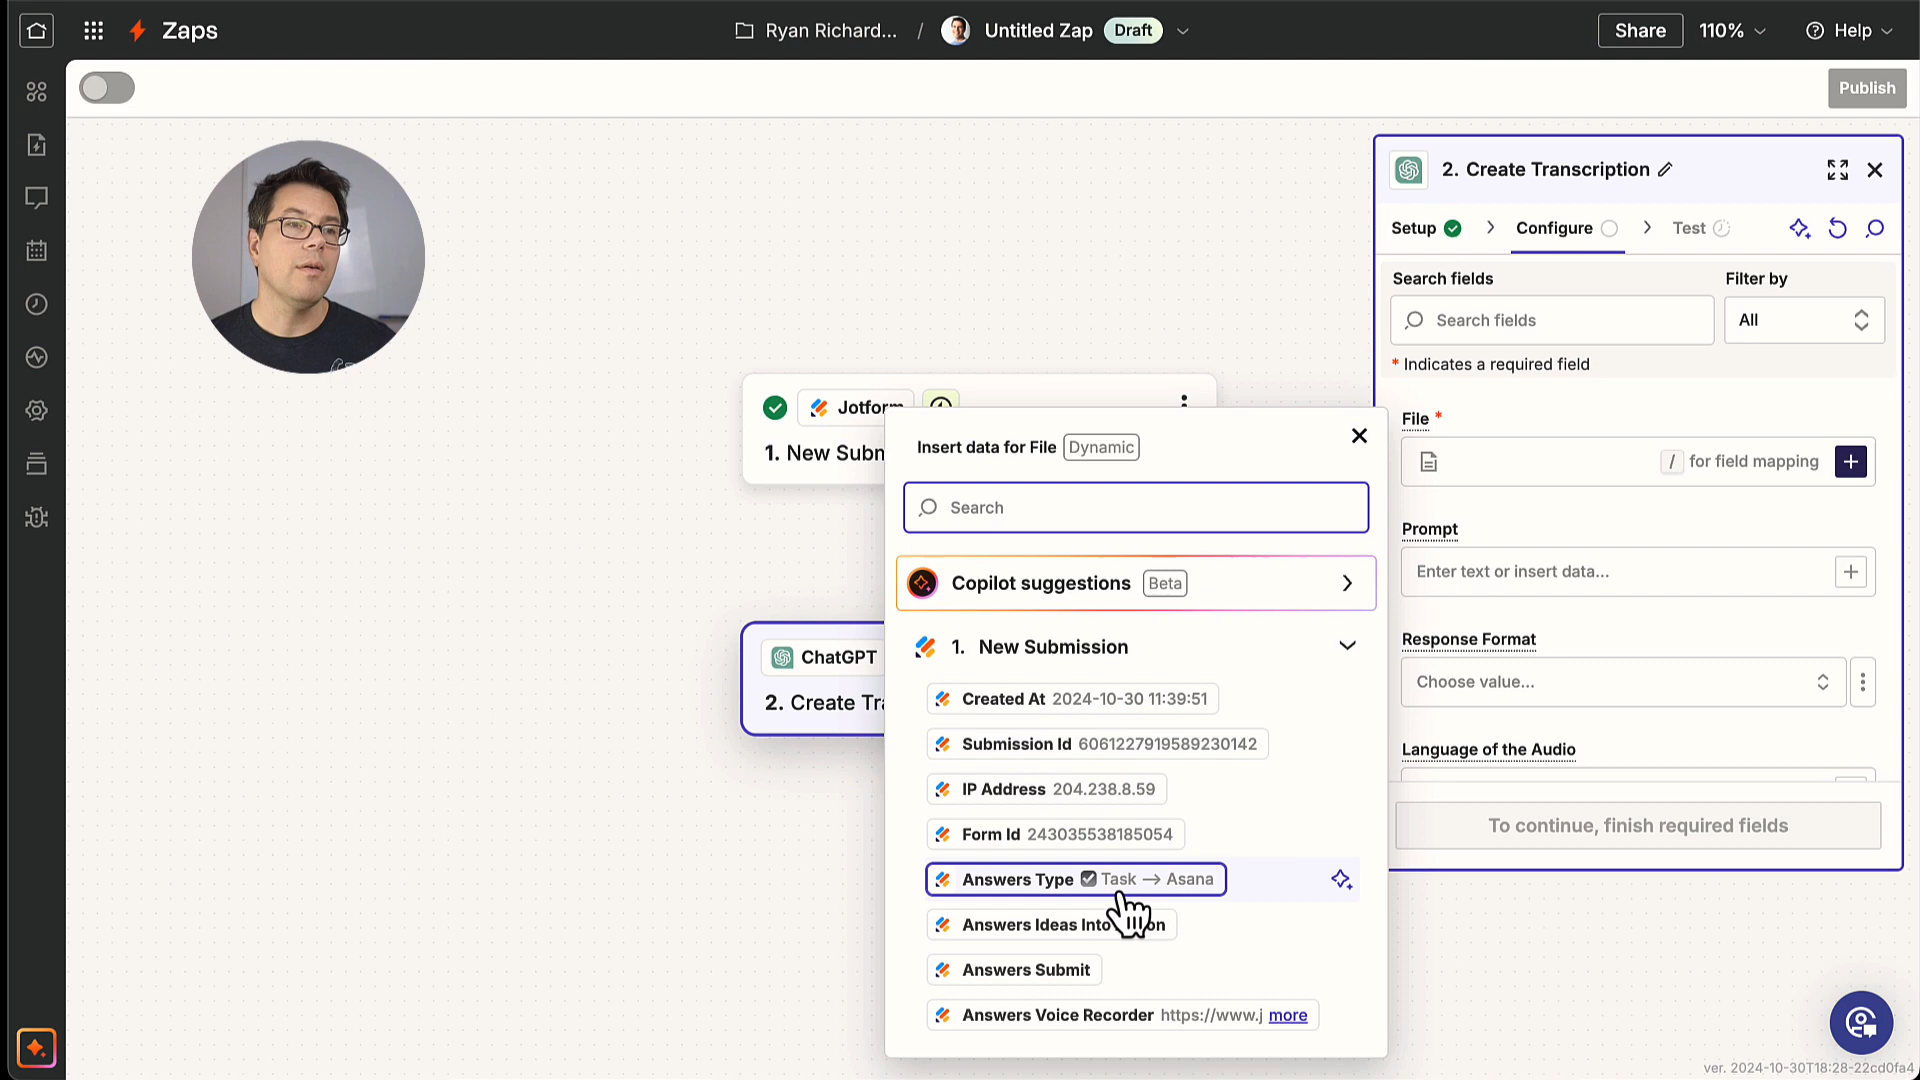 Zaps
Ryan Richard... / Untitled Zap Draft
Share 110% Help
Publish
2. Create Transcription
Setup Configure Test
Search fields Filter by
Search fields All
* Indicates a required field
File *
/ for field mapping +
Prompt
Enter text or insert data... +
Response Format
Choose value...
Language of the Audio
To continue, finish required fields
Jotform
1. New Subm
ChatGPT
2. Create Tra
Insert data for File Dynamic
Search
Copilot suggestions Beta
1. New Submission
Created At 2024-10-30 11:39:51
Submission Id 6061227919589230142
IP Address 204.238.8.59
Form Id 243035538185054
Answers Type Task → Asana
Answers Ideas Into on
Answers Submit
Answers Voice Recorder https://www.j more
ver. 2024-10-30T18:28-22cd0fa4